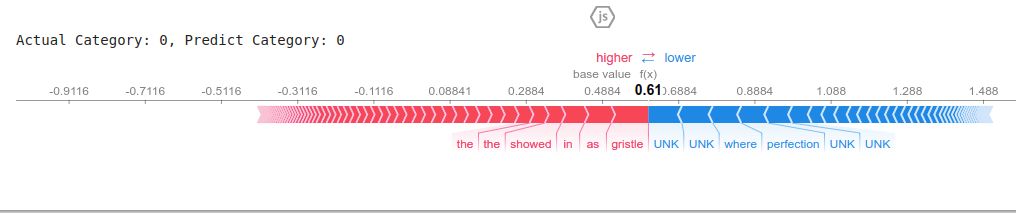 js
Actual Category: 0, Predict Category: 0
higher ⇄ lower
base value f(x)
-0.9116 -0.7116 -0.5116 -0.3116 -0.1116 0.08841 0.2884 0.4884 0.61 0.6884 0.8884 1.088 1.288 1.488
the the showed in as gristle UNK UNK where perfection UNK UNK